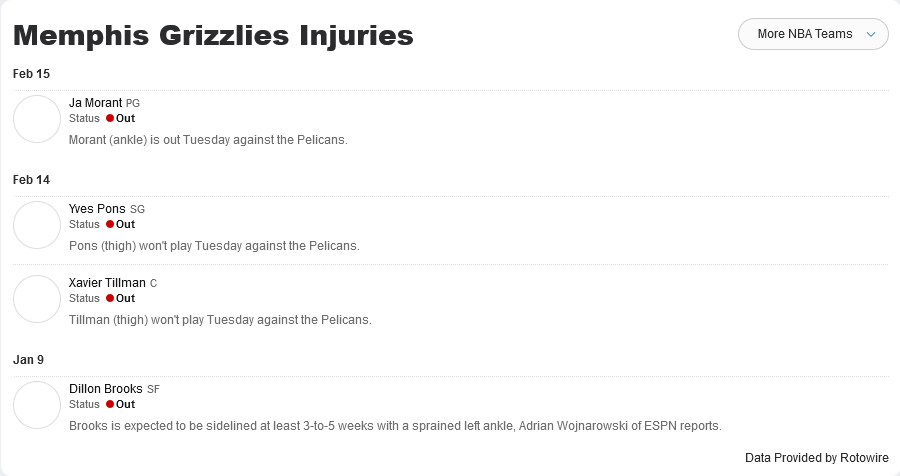 Memphis Grizzlies Injuries
More NBA Teams
Feb 15
Ja Morant PG
Status Out
Morant (ankle) is out Tuesday against the Pelicans.
Feb 14
Yves Pons SG
Status Out
Pons (thigh) won't play Tuesday against the Pelicans.
Xavier Tillman C
Status Out
Tillman (thigh) won't play Tuesday against the Pelicans.
Jan 9
Dillon Brooks SF
Status Out
Brooks is expected to be sidelined at least 3-to-5 weeks with a sprained left ankle, Adrian Wojnarowski of ESPN reports.
Data Provided by Rotowire